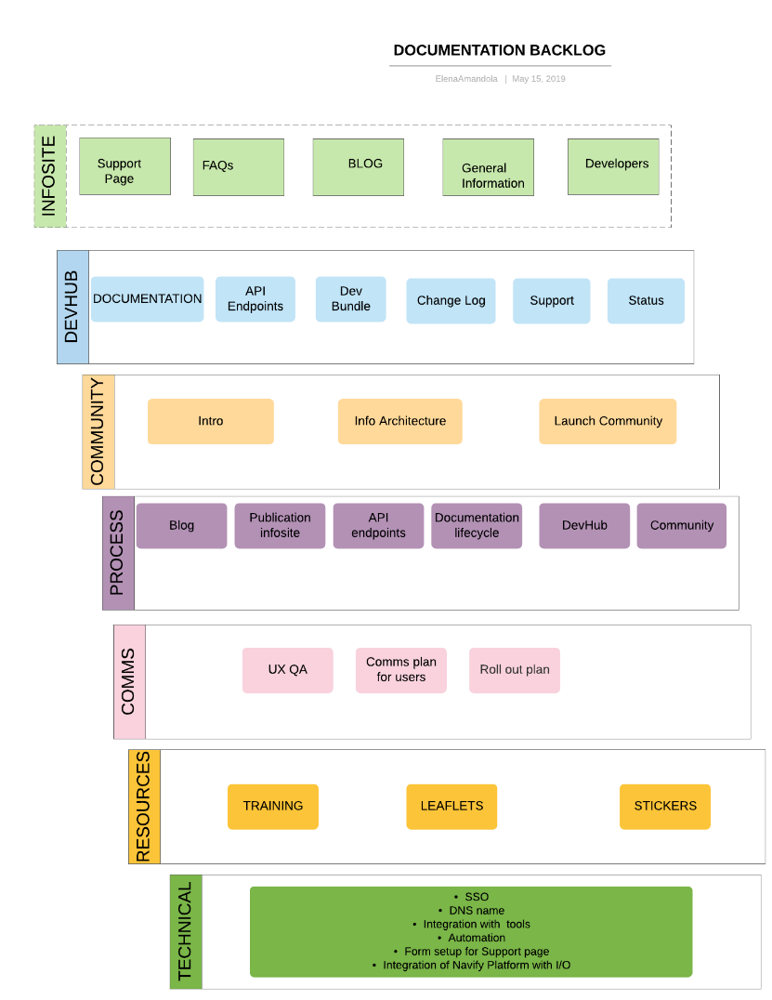 DOCUMENTATION BACKLOG
ElenaAmandola | May 15, 2019
INFOSITE
Support
Page
FAQs
BLOG
General
Information
Developers
DEVHUB
DOCUMENTATION
API
Endpoints
Dev
Bundle
Change Log
Support
Status
COMMUNITY
Intro
Info Architecture
Launch Community
PROCESS
Blog
Publication
infosite
API
endpoints
Documentation
lifecycle
DevHub
Community
COMMS
UX QA
Comms plan
for users
Roll out plan
RESOURCES
TRAINING
LEAFLETS
STICKERS
TECHNICAL
• SSO
• DNS name
• Integration with tools
• Automation
• Form setup for Support page
• Integration of Navify Platform with I/O